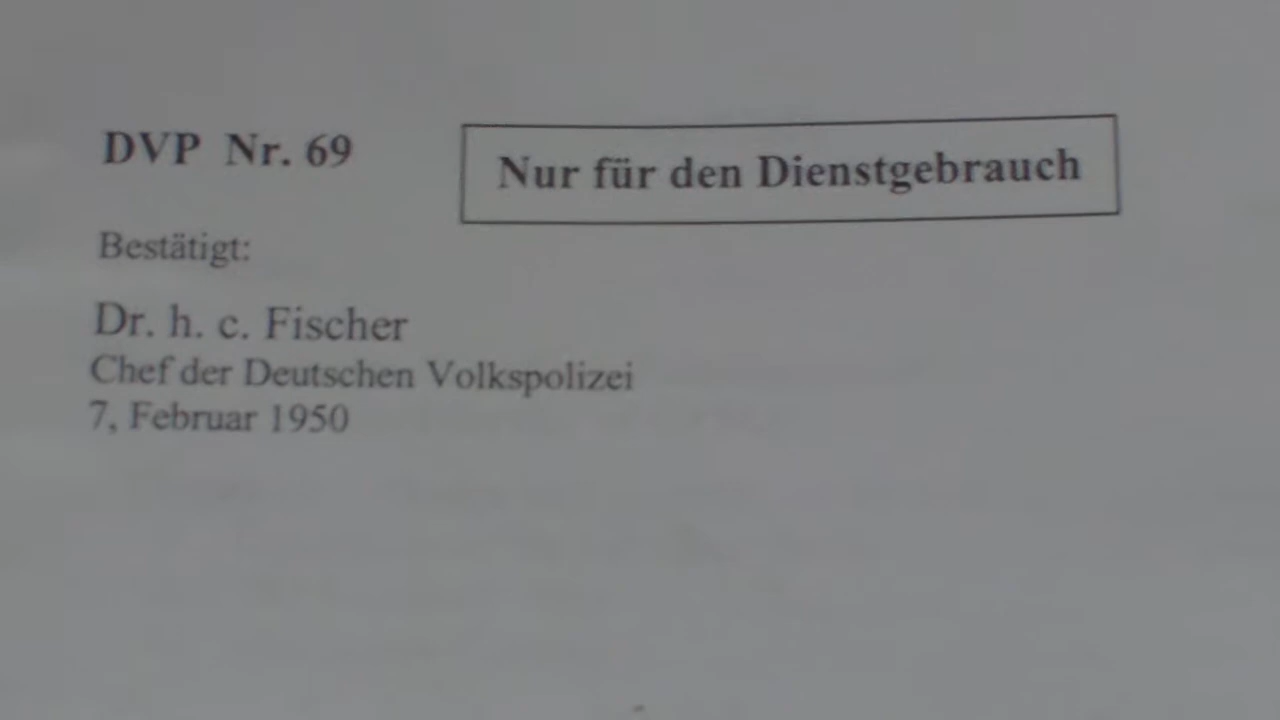 DVP Nr. 69
Nur für den Dienstgebrauch
Bestätigt:
Dr. h. c. Fischer
Chef der Deutschen Volkspolizei
7, Februar 1950